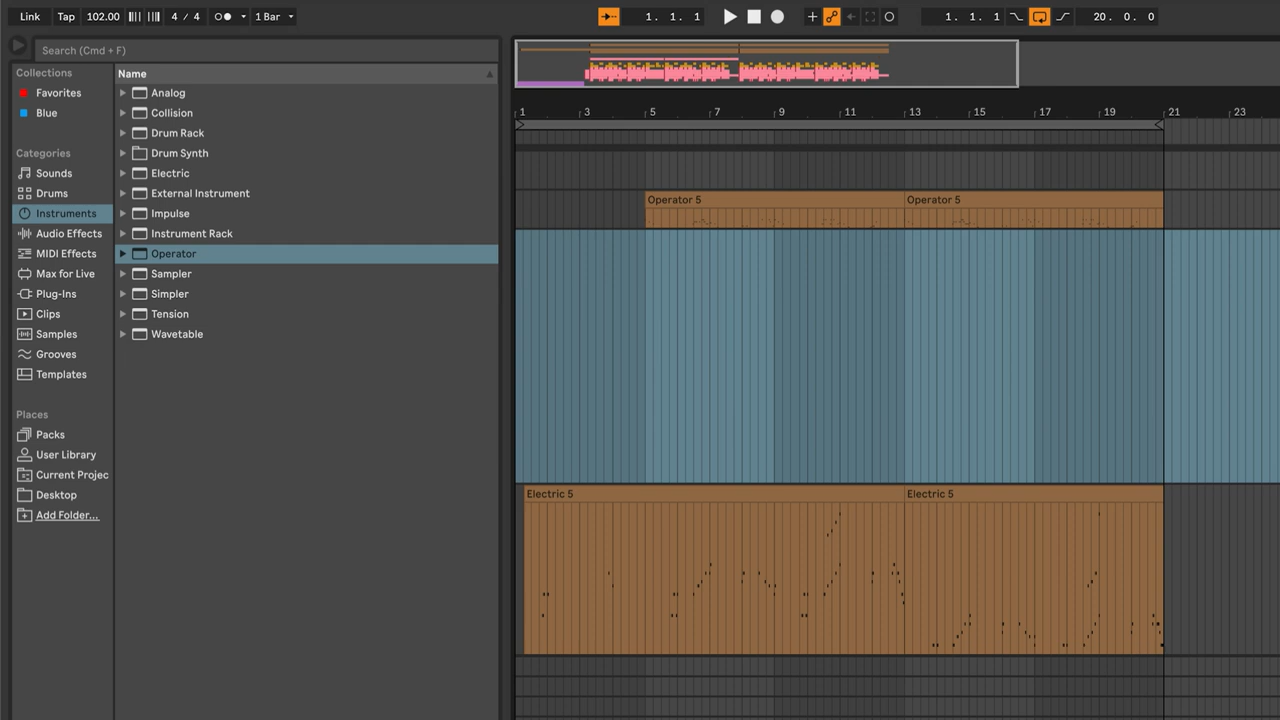 Link Tap 102.00 4 / 4 1 Bar 1. 1. 1 1. 1. 1 20. 0. 0
Search (Cmd + F)
Collections
Favorites
Blue
Categories
Sounds
Drums
Instruments
Audio Effects
MIDI Effects
Max for Live
Plug-Ins
Clips
Samples
Grooves
Templates
Places
Packs
User Library
Current Projec
Desktop
Add Folder...
Name
Analog
Collision
Drum Rack
Drum Synth
Electric
External Instrument
Impulse
Instrument Rack
Operator
Sampler
Simpler
Tension
Wavetable
1 3 5 7 9 11 13 15 17 19 21 23
Operator 5 Operator 5
Electric 5 Electric 5